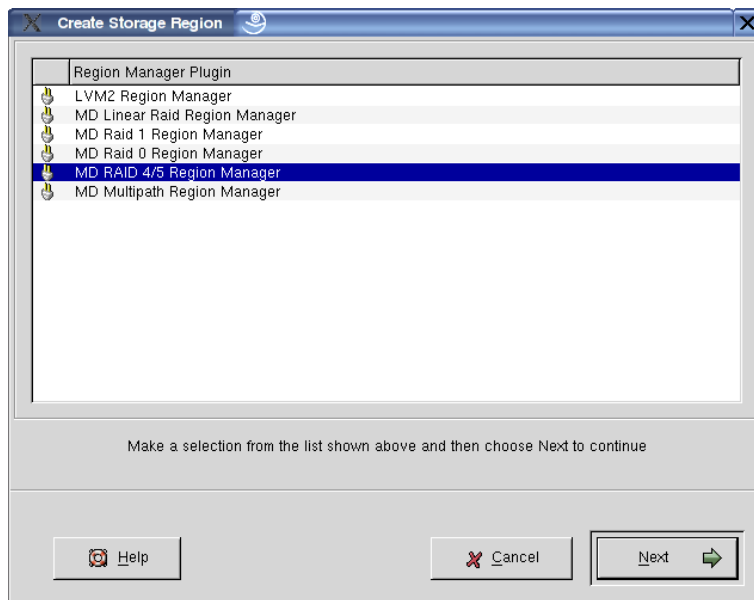 Create Storage Region
Region Manager Plugin
LVM2 Region Manager
MD Linear Raid Region Manager
MD Raid 1 Region Manager
MD Raid 0 Region Manager
MD RAID 4/5 Region Manager
MD Multipath Region Manager
Make a selection from the list shown above and then choose Next to continue
Help
Cancel
Next